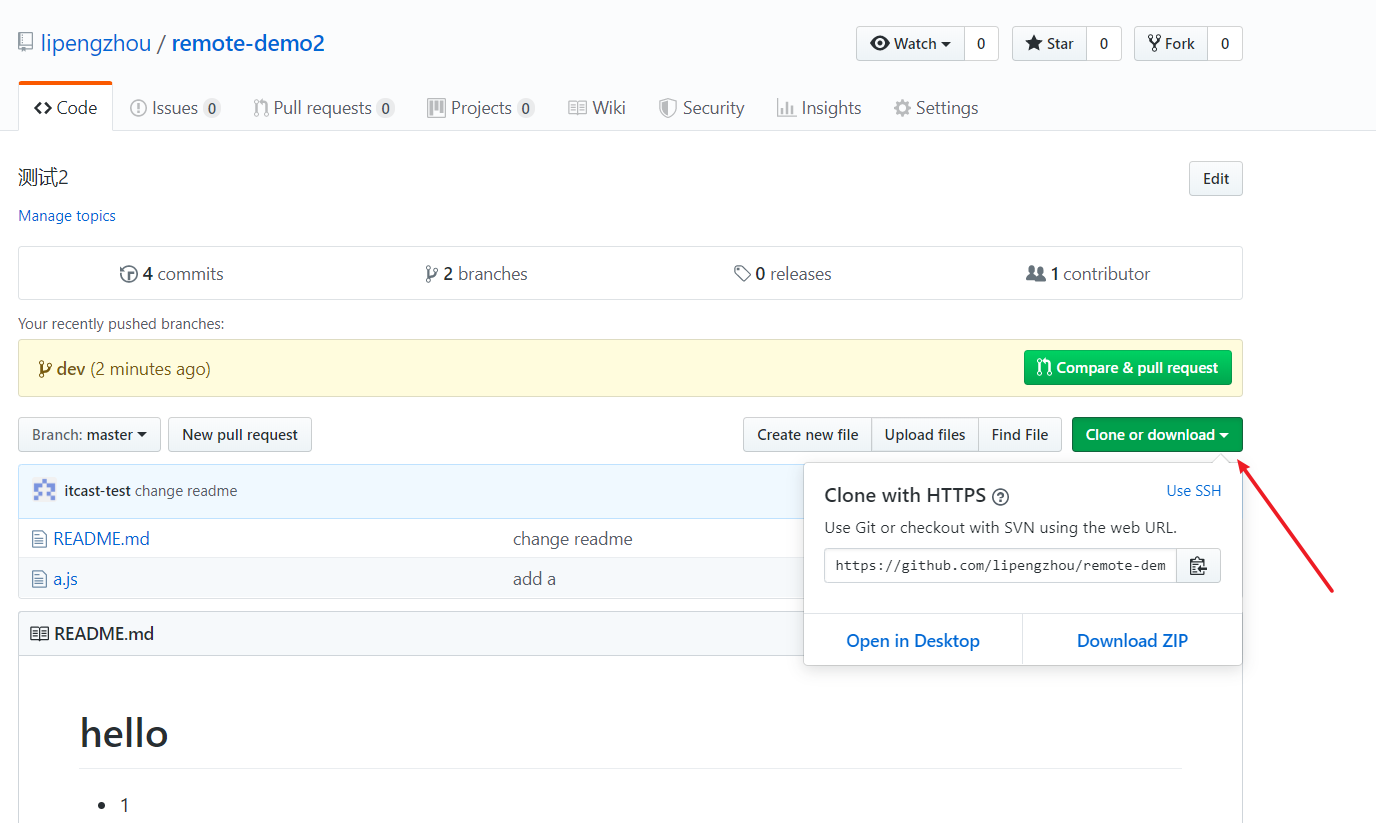 lipengzhou / remote-demo2
Watch 0 Star 0 Fork 0
Code Issues 0 Pull requests 0 Projects 0 Wiki Security Insights Settings
测试2
Edit
Manage topics
4 commits 2 branches 0 releases 1 contributor
Your recently pushed branches:
dev (2 minutes ago) Compare & pull request
Branch: master New pull request Create new file Upload files Find File Clone or download
itcast-test change readme
README.md change readme
a.js add a
Clone with HTTPS ? Use SSH
Use Git or checkout with SVN using the web URL.
https://github.com/lipengzhou/remote-dem
Open in Desktop Download ZIP
README.md
hello
• 1